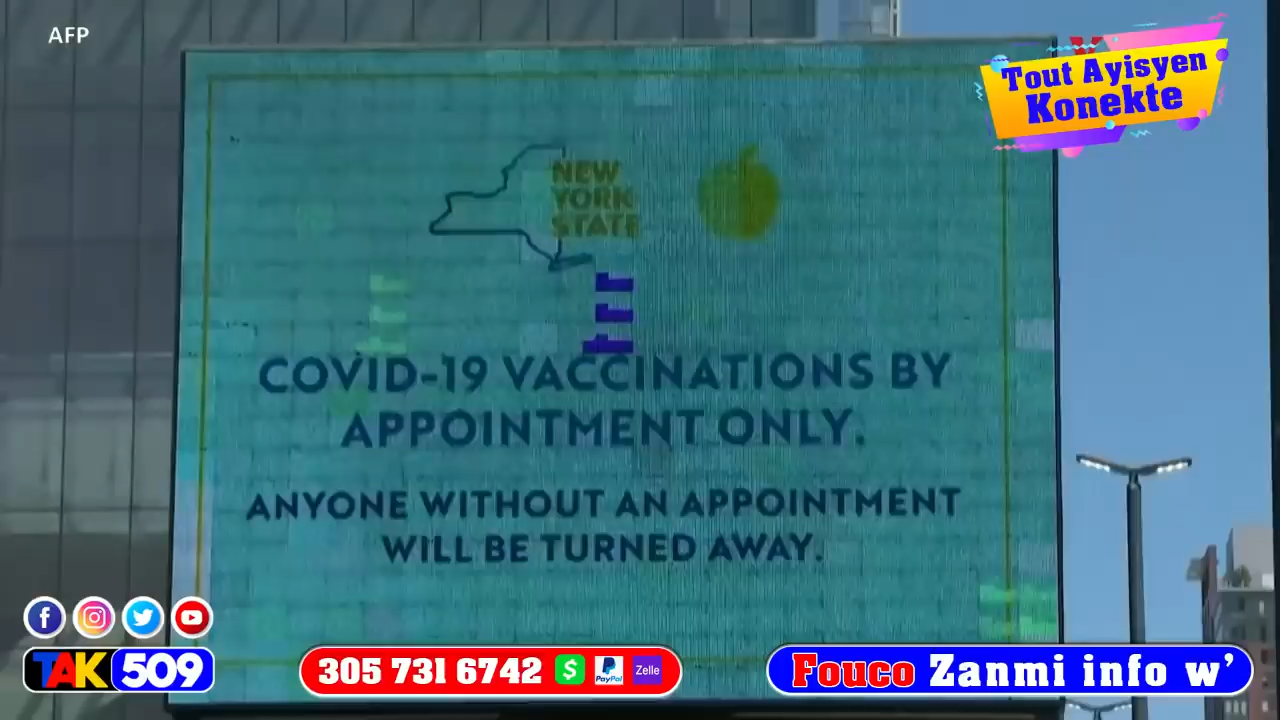 AFP
Tout Ayisyen
Konekte
NEW
YORK
STATE
COVID-19 VACCINATIONS BY
APPOINTMENT ONLY.
ANYONE WITHOUT AN APPOINTMENT
WILL BE TURNED AWAY.
TAK 509
305 731 6742
$
PayPal
Zelle
Fouco Zanmi info w'